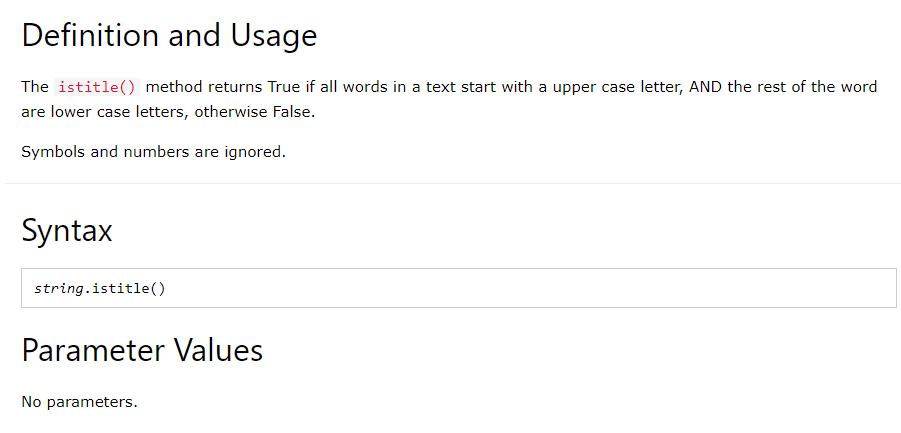 Definition and Usage
The istitle() method returns True if all words in a text start with a upper case letter, AND the rest of the word
are lower case letters, otherwise False.
Symbols and numbers are ignored.
Syntax
string.istitle()
Parameter Values
No parameters.